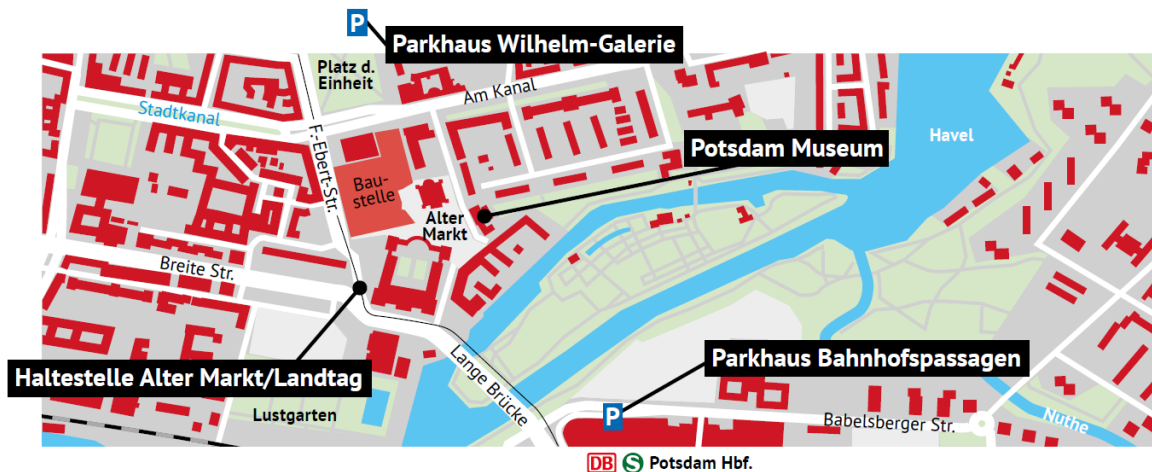 P
Parkhaus Wilhelm-Galerie
Platz d.
Einheit
Am Kanal
Stadtkanal
F.-Ebert-Str.
Havel
Potsdam Museum
Bau-
stelle
Alter
Markt
Breite Str.
Parkhaus Bahnhofspassagen
Haltestelle Alter Markt/Landtag
Lange Brücke
Lustgarten
P
Babelsberger Str.
Nuthe
DB S Potsdam Hbf.